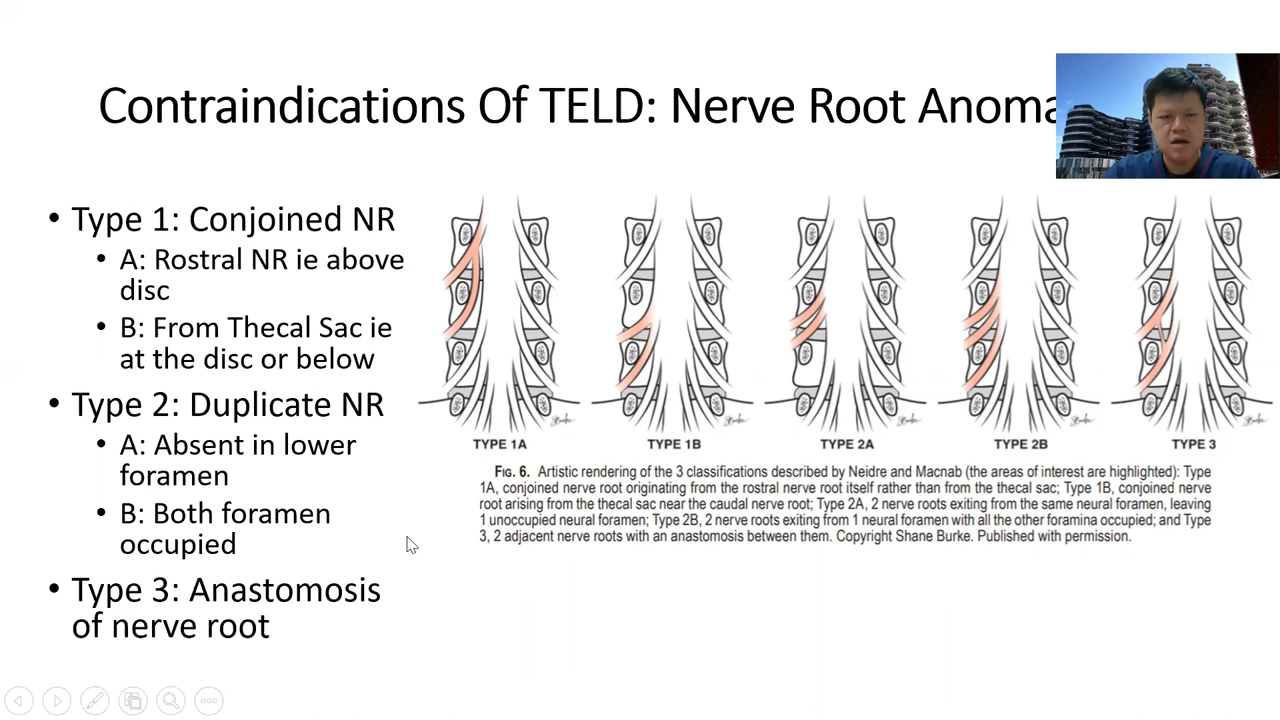 Contraindications Of TELD: Nerve Root Anoma
• Type 1: Conjoined NR
• A: Rostral NR ie above
disc
• B: From Thecal Sac ie
at the disc or below
• Type 2: Duplicate NR
• A: Absent in lower
foramen
• B: Both foramen
occupied
• Type 3: Anastomosis
of nerve root
TYPE 1A
TYPE 1B
TYPE 2A
TYPE 2B
TYPE 3
FIG. 6. Artistic rendering of the 3 classifications described by Neidre and Macnab (the areas of interest are highlighted): Type
1A, conjoined nerve root originating from the rostral nerve root itself rather than from the thecal sac; Type 1B, conjoined nerve
root arising from the thecal sac near the caudal nerve root; Type 2A, 2 nerve roots exiting from the same neural foramen, leaving
1 unoccupied neural foramen; Type 2B, 2 nerve roots exiting from 1 neural foramen with all the other foramina occupied; and Type
3, 2 adjacent nerve roots with an anastomosis between them. Copyright Shane Burke. Published with permission.